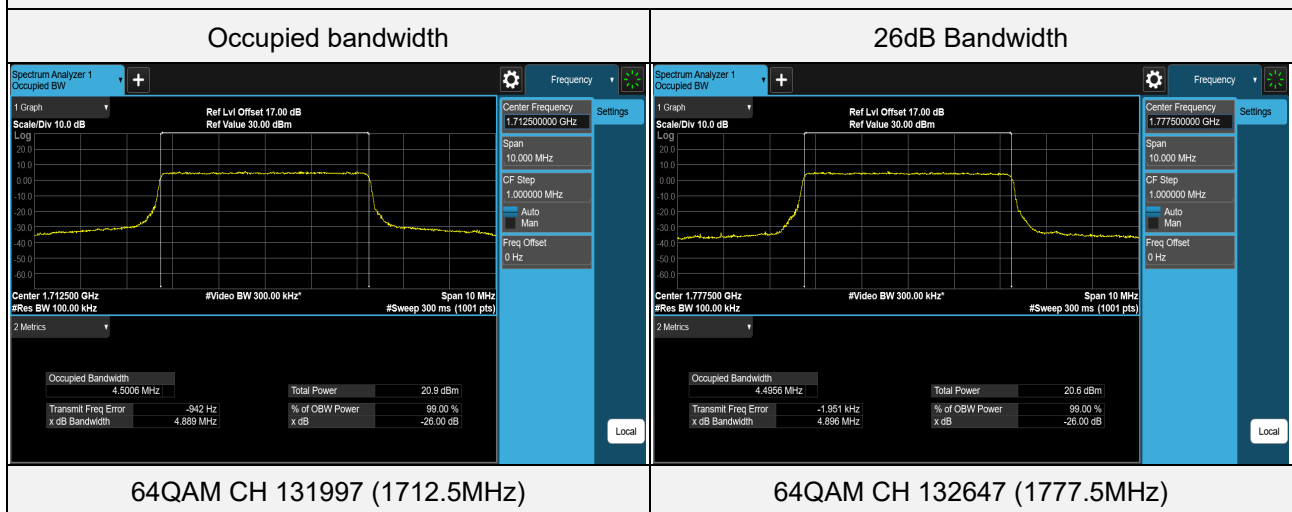 Occupied bandwidth
26dB Bandwidth
Spectrum Analyzer 1
Occupied BW
+
Frequency
1 Graph
Scale/Div 10.0 dB
Ref Lvl Offset 17.00 dB
Ref Value 30.00 dBm
Log
20.0
10.0
0.00
-10.0
-20.0
-30.0
-40.0
-50.0
-60.0
Center 1.712500 GHz
#Video BW 300.00 kHz*
Span 10 MHz
#Res BW 100.00 kHz
#Sweep 300 ms (1001 pts)
Center Frequency
1.712500000 GHz
Settings
Span
10.000 MHz
CF Step
1.000000 MHz
Auto
Man
Freq Offset
0 Hz
2 Metrics
Occupied Bandwidth
4.5006 MHz
Total Power 20.9 dBm
Transmit Freq Error -942 Hz
% of OBW Power 99.00 %
x dB Bandwidth 4.889 MHz
x dB -26.00 dB
Local
Spectrum Analyzer 1
Occupied BW
+
Frequency
1 Graph
Scale/Div 10.0 dB
Ref Lvl Offset 17.00 dB
Ref Value 30.00 dBm
Log
20.0
10.0
0.00
-10.0
-20.0
-30.0
-40.0
-50.0
-60.0
Center 1.777500 GHz
#Video BW 300.00 kHz*
Span 10 MHz
#Res BW 100.00 kHz
#Sweep 300 ms (1001 pts)
Center Frequency
1.777500000 GHz
Settings
Span
10.000 MHz
CF Step
1.000000 MHz
Auto
Man
Freq Offset
0 Hz
2 Metrics
Occupied Bandwidth
4.4956 MHz
Total Power 20.6 dBm
Transmit Freq Error -1.951 kHz
% of OBW Power 99.00 %
x dB Bandwidth 4.896 MHz
x dB -26.00 dB
Local
64QAM CH 131997 (1712.5MHz)
64QAM CH 132647 (1777.5MHz)